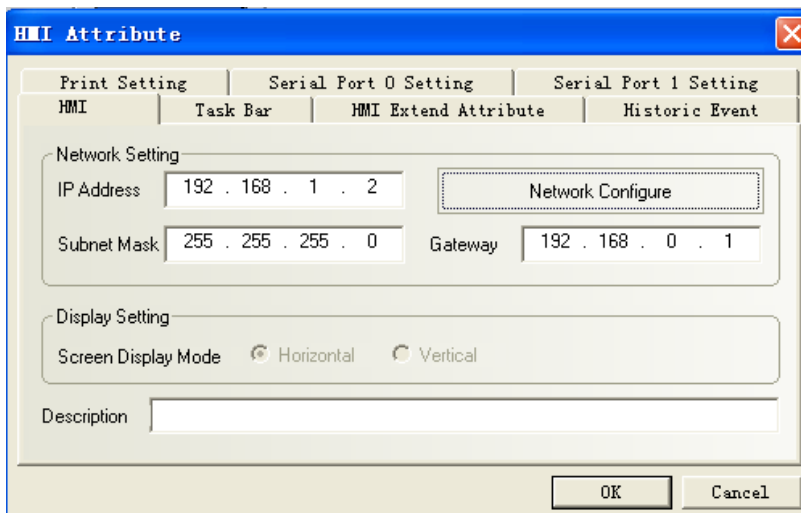 HMI Attribute
Print Setting Serial Port 0 Setting Serial Port 1 Setting
HMI Task Bar HMI Extend Attribute Historic Event
Network Setting
IP Address 192 . 168 . 1 . 2 Network Configure
Subnet Mask 255 . 255 . 255 . 0 Gateway 192 . 168 . 0 . 1
Display Setting
Screen Display Mode Horizontal Vertical
Description
OK Cancel